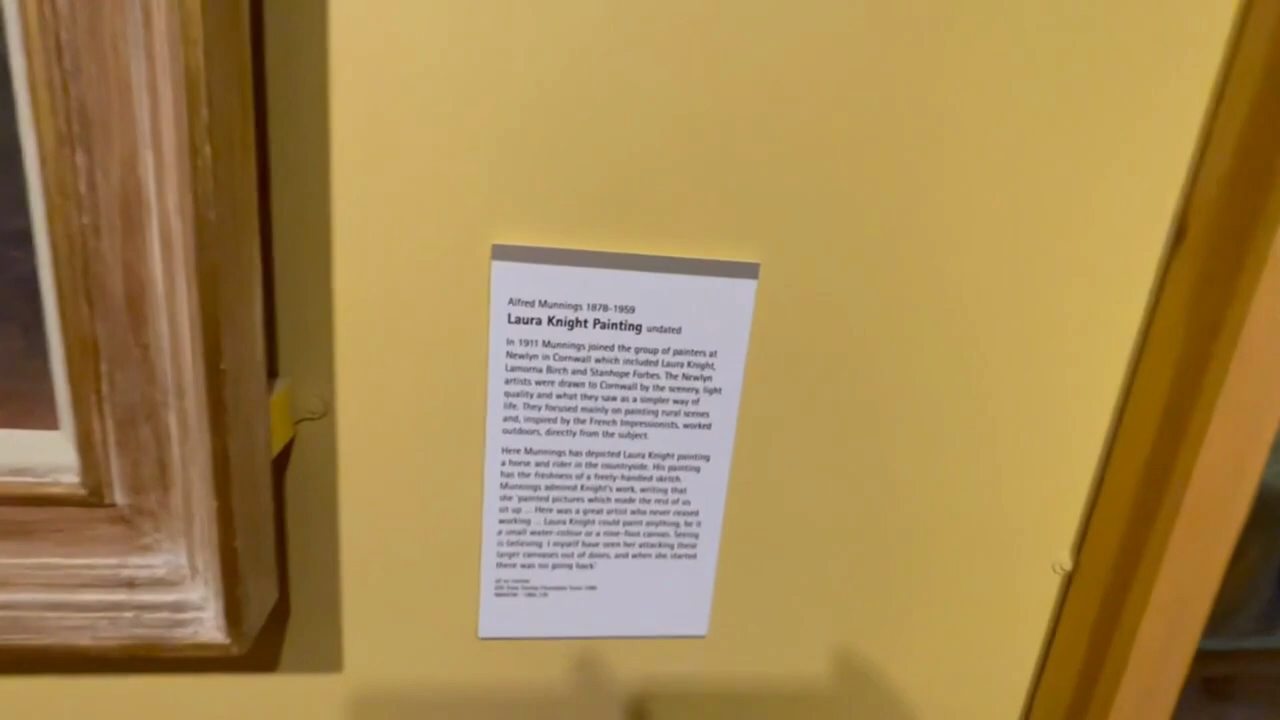 Alfred Munnings 1878-1959
Laura Knight Painting undated
In 1911 Munnings joined the group of painters at
Newlyn in Cornwall which included Laura Knight,
Lamorna Birch and Stanhope Forbes. The Newlyn
artists were drawn to Cornwall by the scenery, light
quality and what they saw as a simpler way of
life. They focused mainly on painting rural scenes
and, inspired by the French Impressionists, worked
outdoors, directly from the subject.
Here Munnings has depicted Laura Knight painting
a horse and rider in the countryside. His painting
has the freshness of a freely-handled sketch.
Munnings admired Knight's work, writing that
she 'painted pictures which made the rest of us
sit up ... Here was a great artist who never ceased
working ... Laura Knight could paint anything, be it
a small water-colour or a nine-foot canvas. Seeing
is believing. I myself have seen her attacking these
larger canvases out of doors, and when she started
there was no going back.'